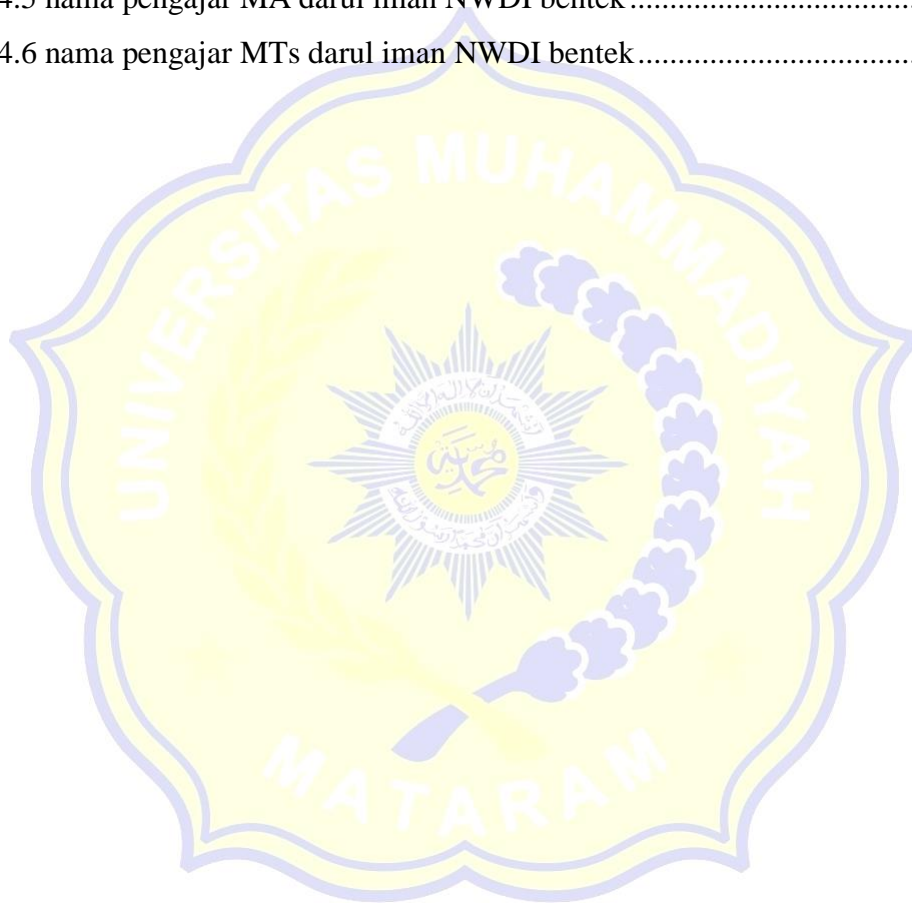 4.5 nama pengajar MA darul iman NWDI bentek....................................
4.6 nama pengajar MTs darul iman NWDI bentek...................................
UNIVERSITAS MUHAMMADIYAH
MATARAM